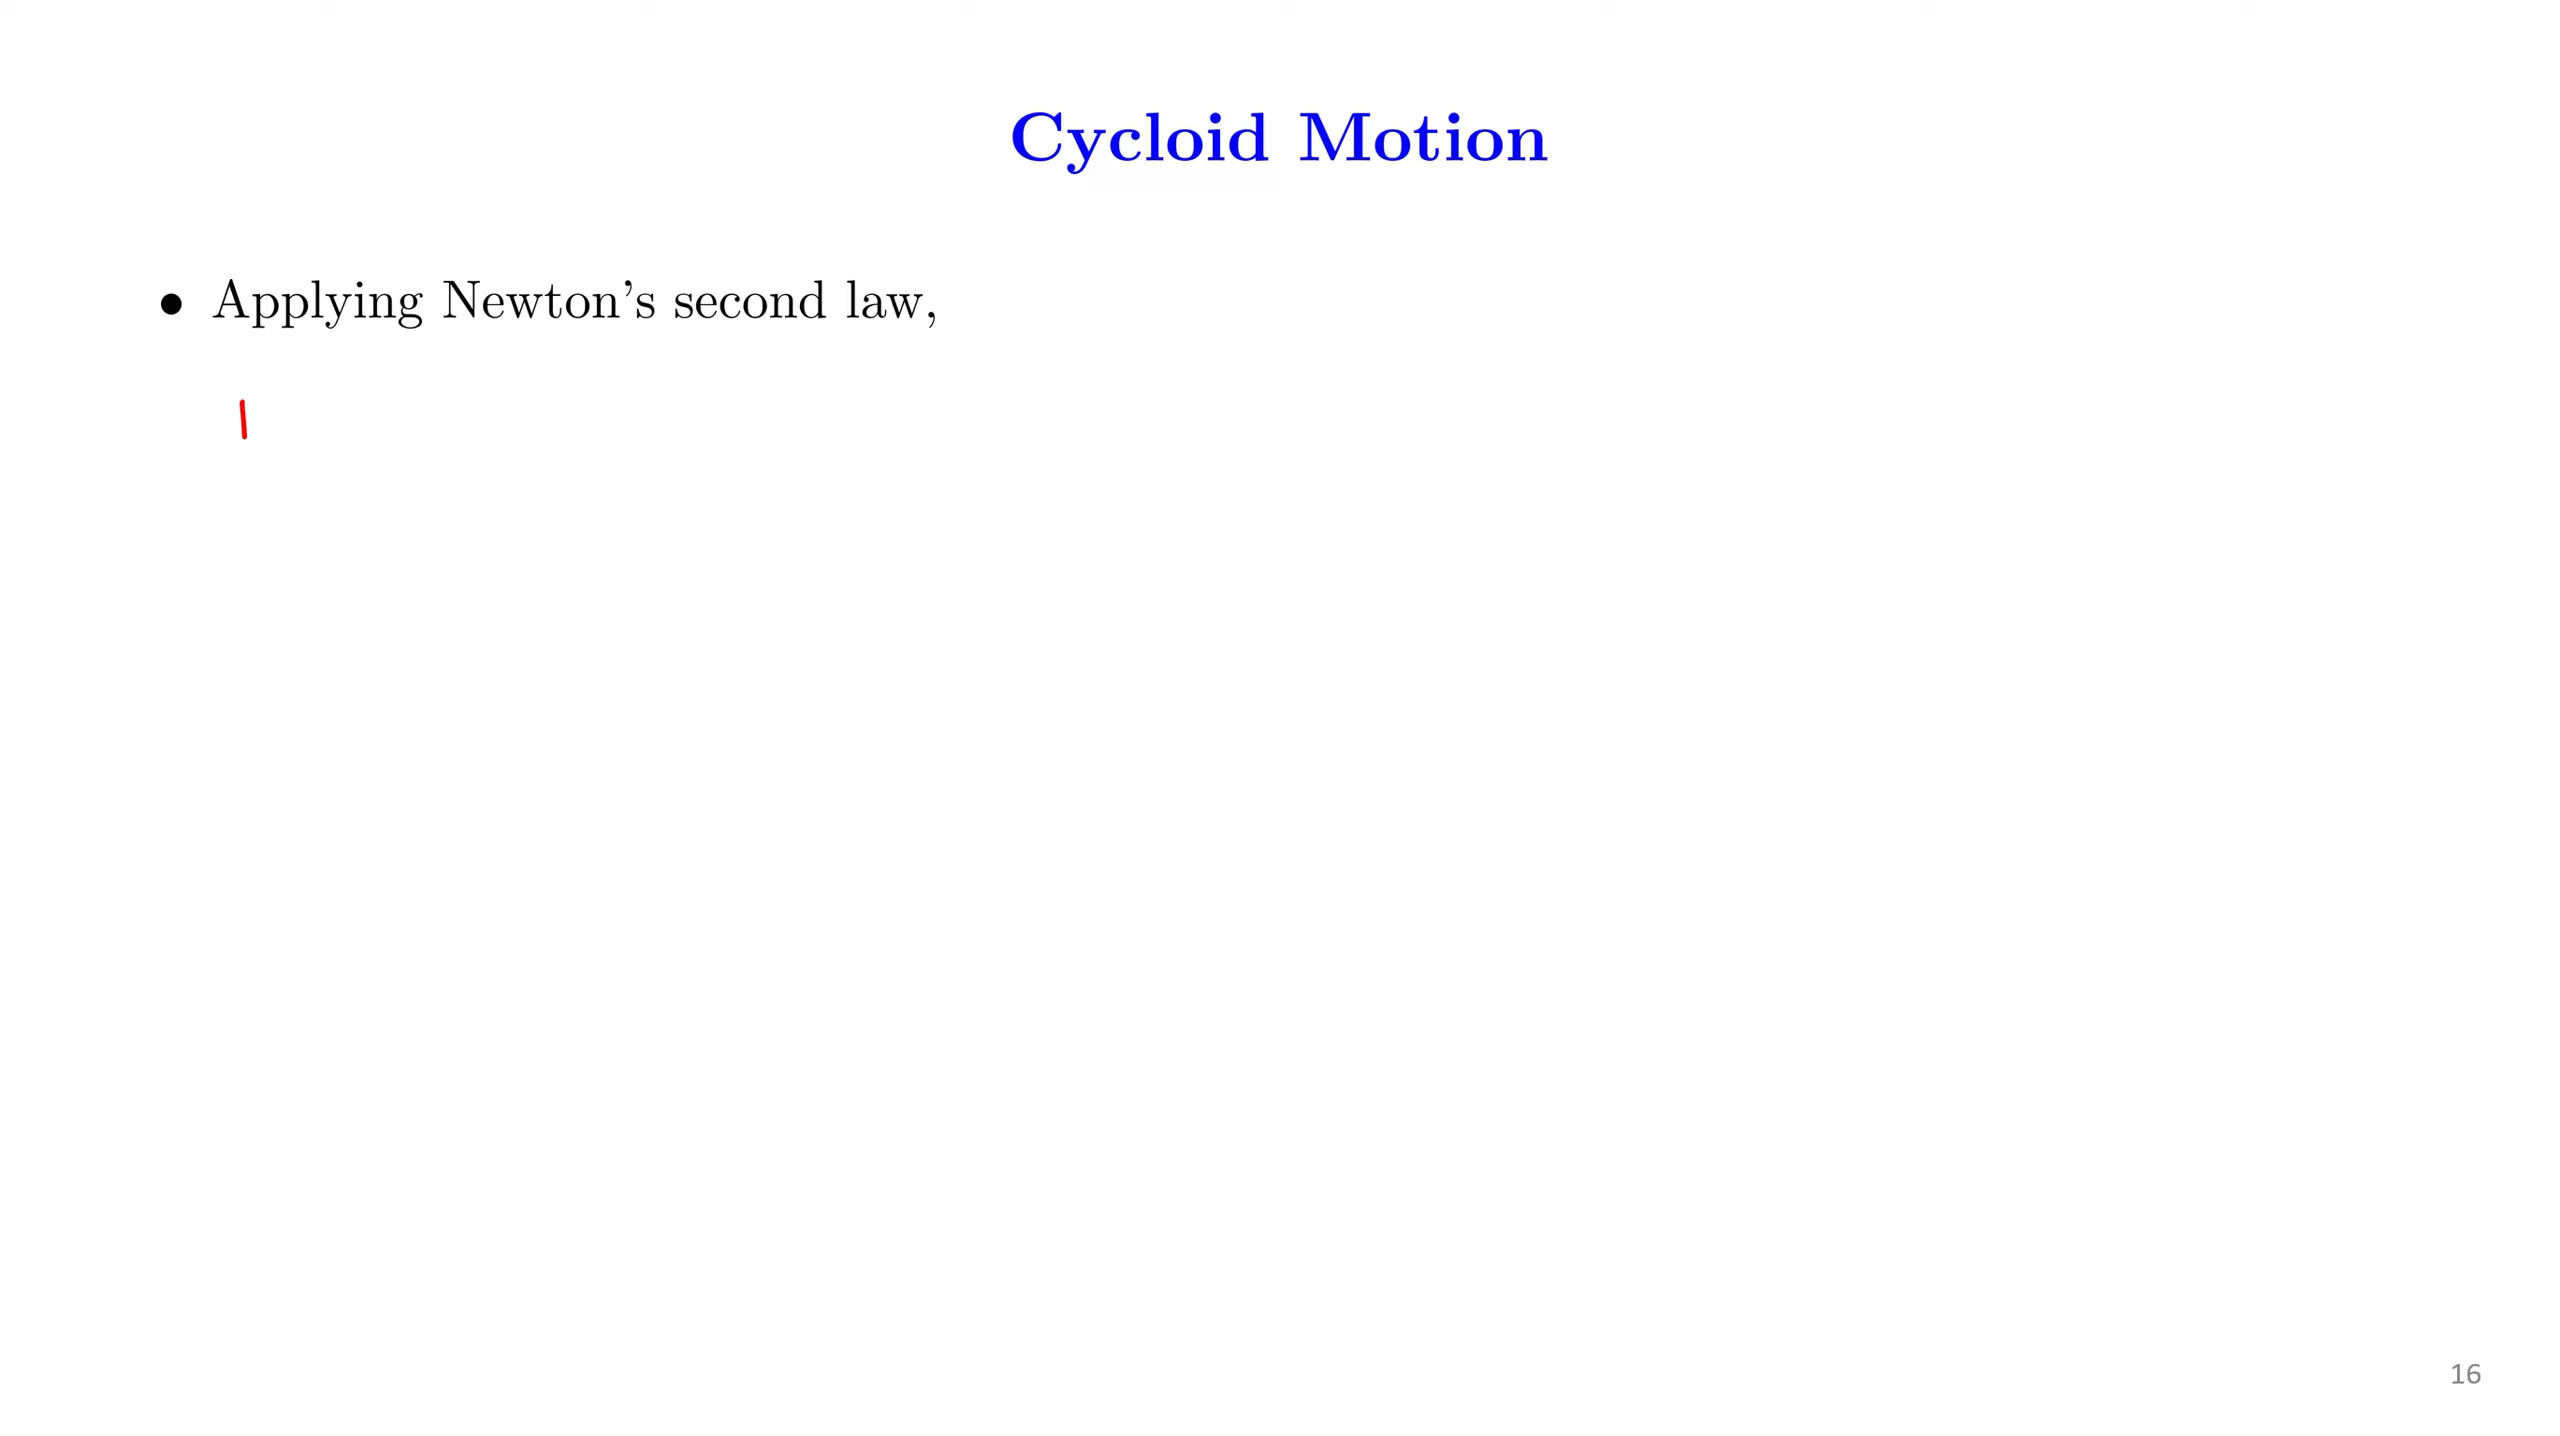 Cycloid Motion
• Applying Newton’s second law,
16